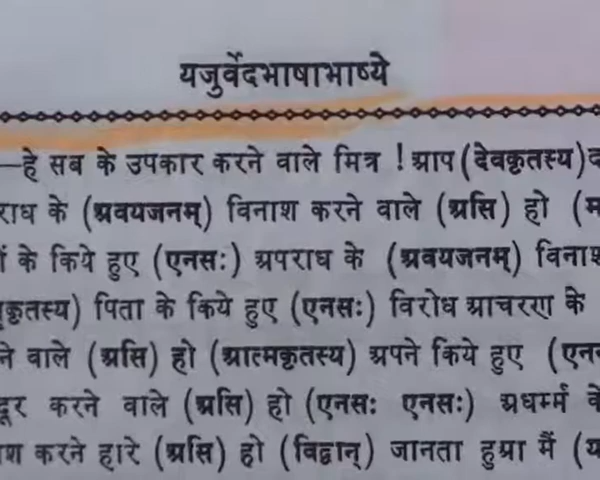 यजुर्वेदभाषाभाष्ये
—हे सब के उपकार करने वाले मित्र ! आप (देवकृतस्य)
के (अवयजनम्) विनाश करने वाले (असि) हो
के किये हुए (एनसः) अपराध के (अवयजनम्)
पिता के किये हुए (एनसः) विरोध आचरण के
वाले (असि) हो (आत्मकृतस्य) अपने किये हुए
दूर करने वाले (असि) हो (एनसः एनसः) अधर्म्म
करने हारे (असि) हो (विद्वान्) जानता हुआ मैं